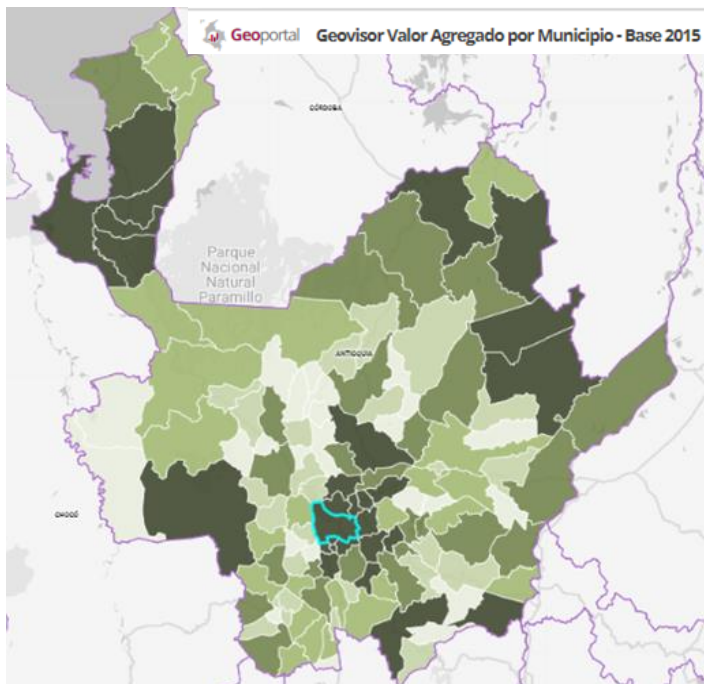 Geoportal Geovisor Valor Agregado por Municipio - Base 2015
CÓRDOBA
Parque
Nacional
Natural
Paramillo
ANTIOQUIA
CHOCÓ